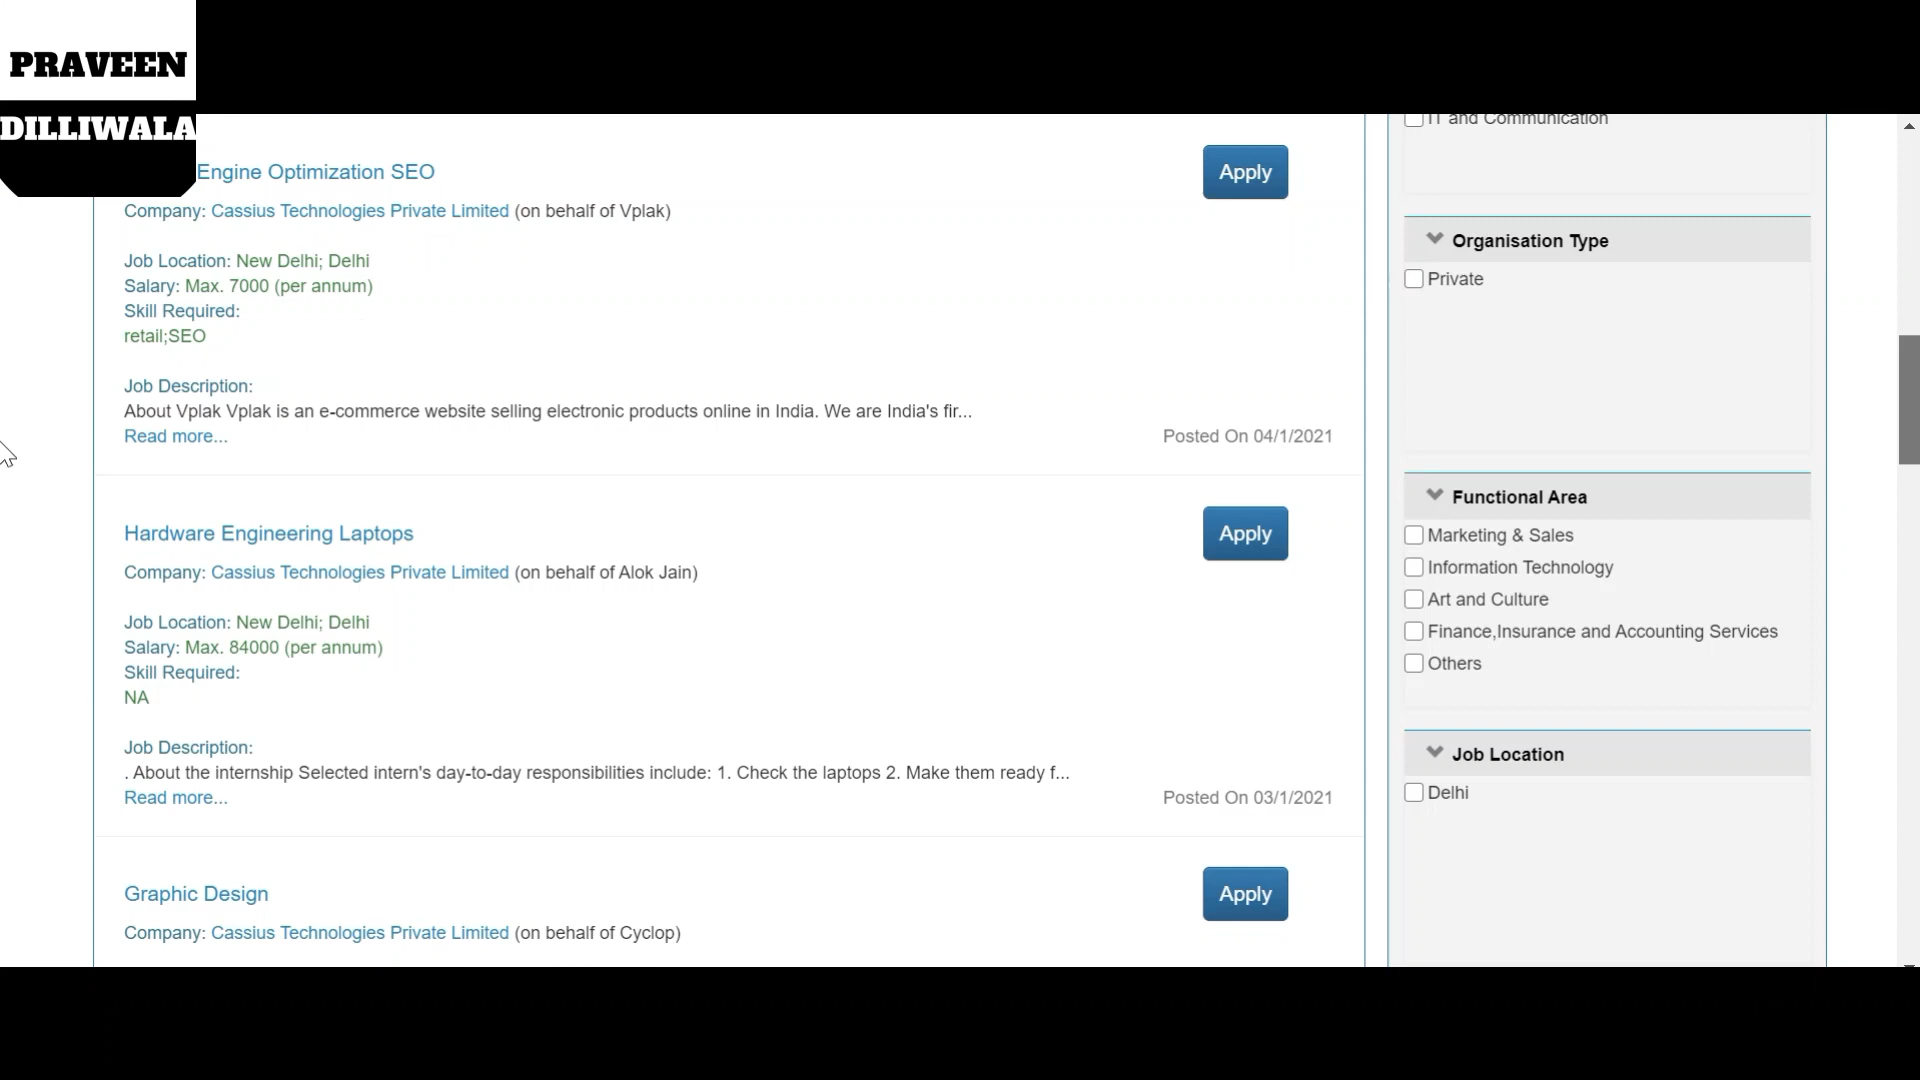 PRAVEEN
DILLIWALA
Engine Optimization SEO
Apply
Company: Cassius Technologies Private Limited (on behalf of Vplak)
Job Location: New Delhi; Delhi
Salary: Max. 7000 (per annum)
Skill Required:
retail;SEO
Job Description:
About Vplak Vplak is an e-commerce website selling electronic products online in India. We are India's fir...
Read more...
Posted On 04/1/2021
Hardware Engineering Laptops
Apply
Company: Cassius Technologies Private Limited (on behalf of Alok Jain)
Job Location: New Delhi; Delhi
Salary: Max. 84000 (per annum)
Skill Required:
NA
Job Description:
. About the internship Selected intern's day-to-day responsibilities include: 1. Check the laptops 2. Make them ready f...
Read more...
Posted On 03/1/2021
Graphic Design
Apply
Company: Cassius Technologies Private Limited (on behalf of Cyclop)
IT and Communication
Organisation Type
Private
Functional Area
Marketing & Sales
Information Technology
Art and Culture
Finance,Insurance and Accounting Services
Others
Job Location
Delhi